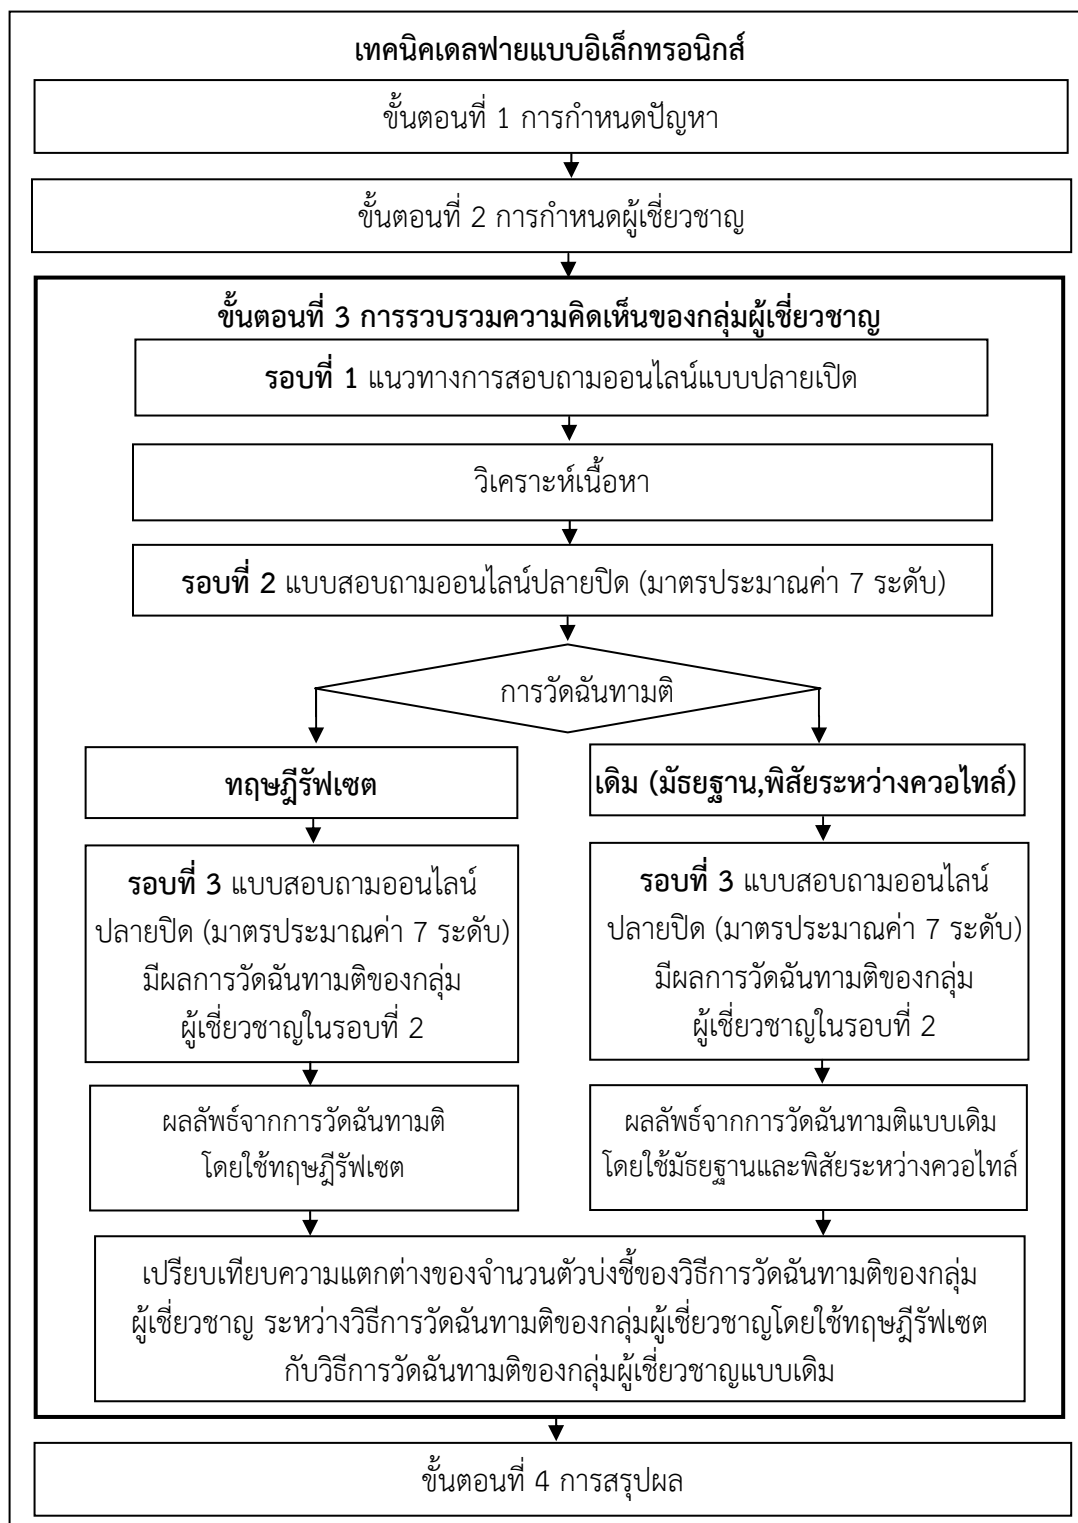 เทคนิคเดลฟายแบบอิเล็กทรอนิกส์
ขั้นตอนที่ 1 การกำหนดปัญหา
ขั้นตอนที่ 2 การกำหนดผู้เชี่ยวชาญ
ขั้นตอนที่ 3 การรวบรวมความคิดเห็นของกลุ่มผู้เชี่ยวชาญ
รอบที่ 1 แนวทางการสอบถามออนไลน์แบบปลายเปิด
วิเคราะห์เนื้อหา
รอบที่ 2 แบบสอบถามออนไลน์ปลายปิด (มาตรประมาณค่า 7 ระดับ)
การวัดฉันทามติ
ทฤษฎีรัฟเซต
เดิม (มัธยฐาน,พิสัยระหว่างควอไทล์)
รอบที่ 3 แบบสอบถามออนไลน์
ปลายปิด (มาตรประมาณค่า 7 ระดับ)
มีผลการวัดฉันทามติของกลุ่ม
ผู้เชี่ยวชาญในรอบที่ 2
รอบที่ 3 แบบสอบถามออนไลน์
ปลายปิด (มาตรประมาณค่า 7 ระดับ)
มีผลการวัดฉันทามติของกลุ่ม
ผู้เชี่ยวชาญในรอบที่ 2
ผลลัพธ์จากการวัดฉันทามติ
โดยใช้ทฤษฎีรัฟเซต
ผลลัพธ์จากการวัดฉันทามติแบบเดิม
โดยใช้มัธยฐานและพิสัยระหว่างควอไทล์
เปรียบเทียบความแตกต่างของจำนวนตัวบ่งชี้ของวิธีการวัดฉันทามติของกลุ่ม
ผู้เชี่ยวชาญ ระหว่างวิธีการวัดฉันทามติของกลุ่มผู้เชี่ยวชาญโดยใช้ทฤษฎีรัฟเซต
กับวิธีการวัดฉันทามติของกลุ่มผู้เชี่ยวชาญแบบเดิม
ขั้นตอนที่ 4 การสรุปผล